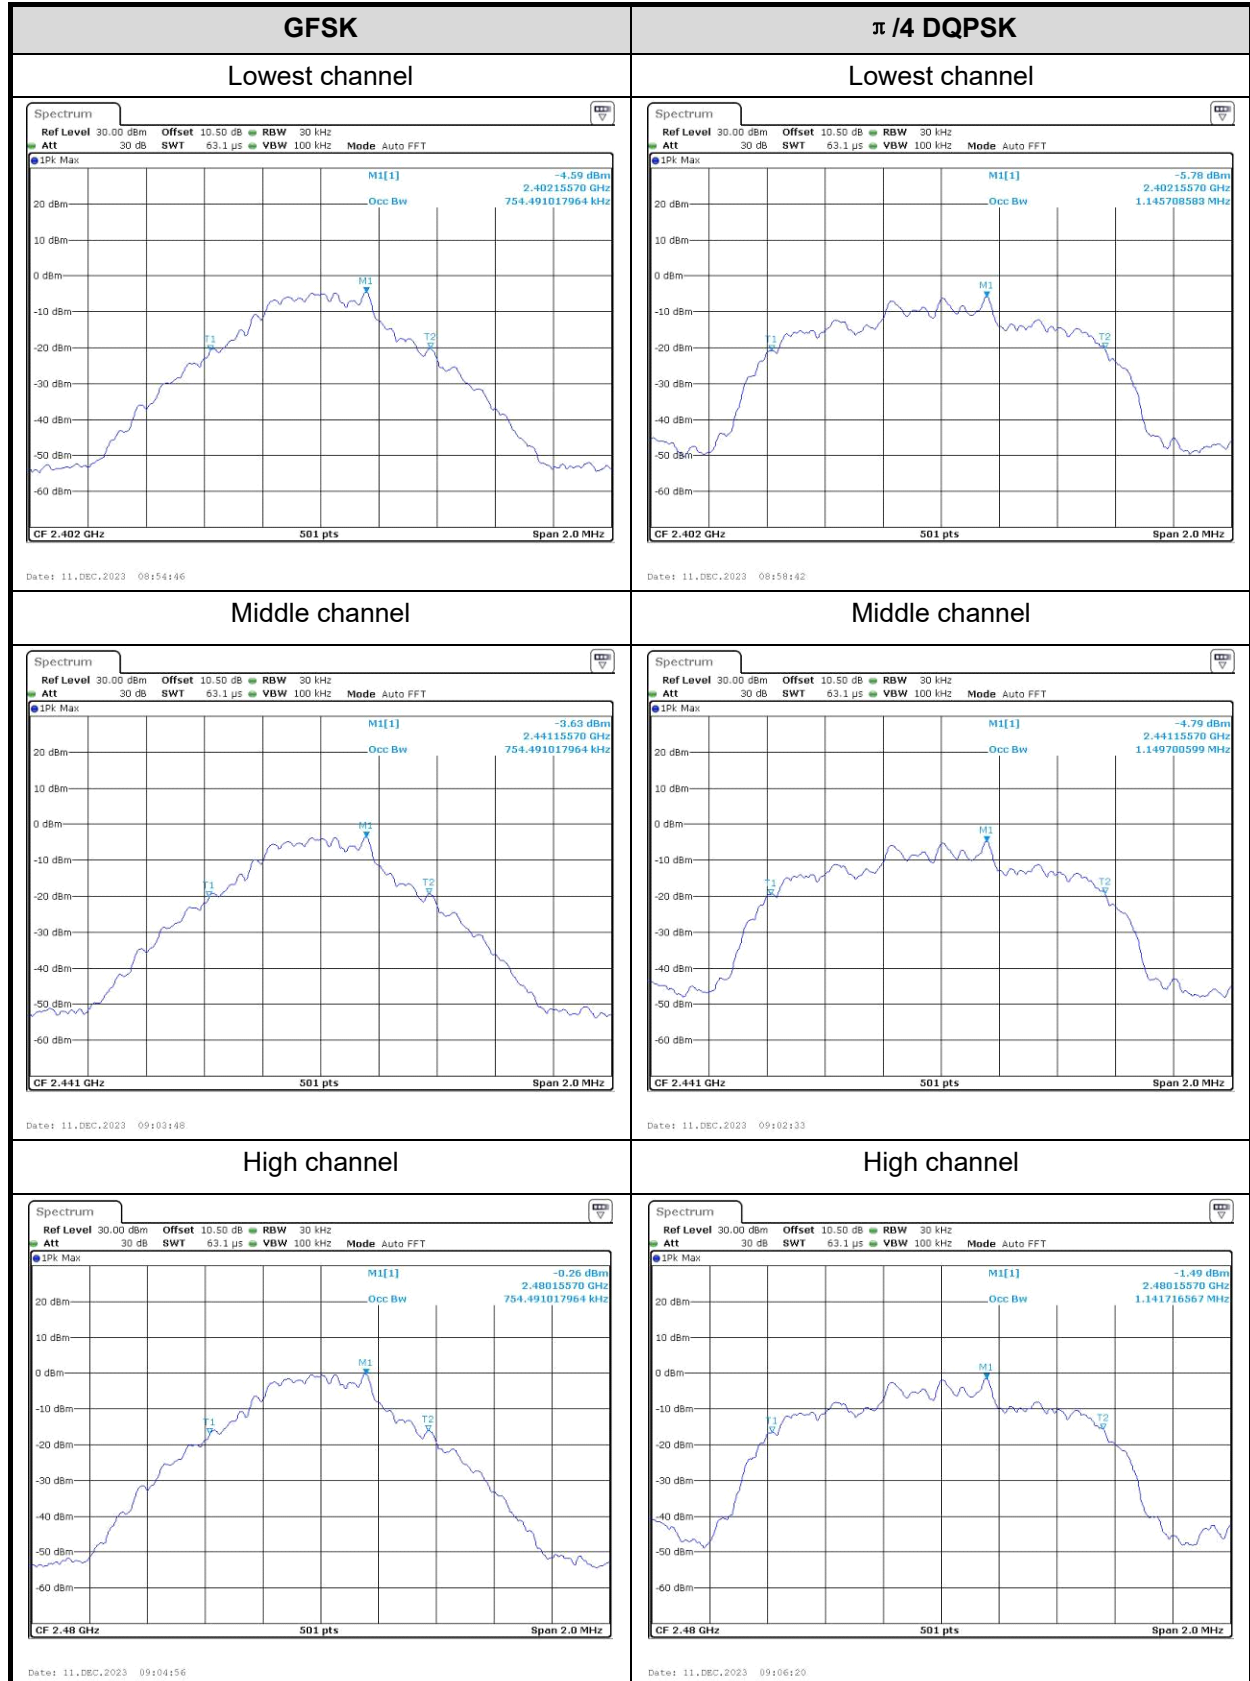 GFSK
π/4 DQPSK
Lowest channel
Lowest channel
Spectrum
Ref Level 30.00 dBm Offset 10.50 dB RBW 30 kHz
Att 30 dB SWT 63.1 µs VBW 100 kHz Mode Auto FFT
1Pk Max
M1[1] -4.59 dBm
2.40215570 GHz
Occ Bw 754.491017964 kHz
20 dBm
10 dBm
0 dBm
M1
-10 dBm
T1
T2
-20 dBm
-30 dBm
-40 dBm
-50 dBm
-60 dBm
CF 2.402 GHz 501 pts Span 2.0 MHz
Date: 11.DEC.2023 08:54:46
Spectrum
Ref Level 30.00 dBm Offset 10.50 dB RBW 30 kHz
Att 30 dB SWT 63.1 µs VBW 100 kHz Mode Auto FFT
1Pk Max
M1[1] -5.78 dBm
2.40215570 GHz
Occ Bw 1.145708583 MHz
20 dBm
10 dBm
0 dBm
M1
-10 dBm
T1
T2
-20 dBm
-30 dBm
-40 dBm
-50 dBm
-60 dBm
CF 2.402 GHz 501 pts Span 2.0 MHz
Date: 11.DEC.2023 08:58:42
Middle channel
Middle channel
Spectrum
Ref Level 30.00 dBm Offset 10.50 dB RBW 30 kHz
Att 30 dB SWT 63.1 µs VBW 100 kHz Mode Auto FFT
1Pk Max
M1[1] -3.63 dBm
2.44115570 GHz
Occ Bw 754.491017964 kHz
20 dBm
10 dBm
0 dBm
M1
-10 dBm
T1
T2
-20 dBm
-30 dBm
-40 dBm
-50 dBm
-60 dBm
CF 2.441 GHz 501 pts Span 2.0 MHz
Date: 11.DEC.2023 09:03:48
Spectrum
Ref Level 30.00 dBm Offset 10.50 dB RBW 30 kHz
Att 30 dB SWT 63.1 µs VBW 100 kHz Mode Auto FFT
1Pk Max
M1[1] -4.79 dBm
2.44115570 GHz
Occ Bw 1.149700599 MHz
20 dBm
10 dBm
0 dBm
M1
-10 dBm
T1
T2
-20 dBm
-30 dBm
-40 dBm
-50 dBm
-60 dBm
CF 2.441 GHz 501 pts Span 2.0 MHz
Date: 11.DEC.2023 09:02:33
High channel
High channel
Spectrum
Ref Level 30.00 dBm Offset 10.50 dB RBW 30 kHz
Att 30 dB SWT 63.1 µs VBW 100 kHz Mode Auto FFT
1Pk Max
M1[1] -0.26 dBm
2.48015570 GHz
Occ Bw 754.491017964 kHz
20 dBm
10 dBm
M1
0 dBm
-10 dBm
T1
T2
-20 dBm
-30 dBm
-40 dBm
-50 dBm
-60 dBm
CF 2.48 GHz 501 pts Span 2.0 MHz
Date: 11.DEC.2023 09:04:56
Spectrum
Ref Level 30.00 dBm Offset 10.50 dB RBW 30 kHz
Att 30 dB SWT 63.1 µs VBW 100 kHz Mode Auto FFT
1Pk Max
M1[1] -1.49 dBm
2.48015570 GHz
Occ Bw 1.141716567 MHz
20 dBm
10 dBm
M1
0 dBm
-10 dBm
T1
T2
-20 dBm
-30 dBm
-40 dBm
-50 dBm
-60 dBm
CF 2.48 GHz 501 pts Span 2.0 MHz
Date: 11.DEC.2023 09:06:20